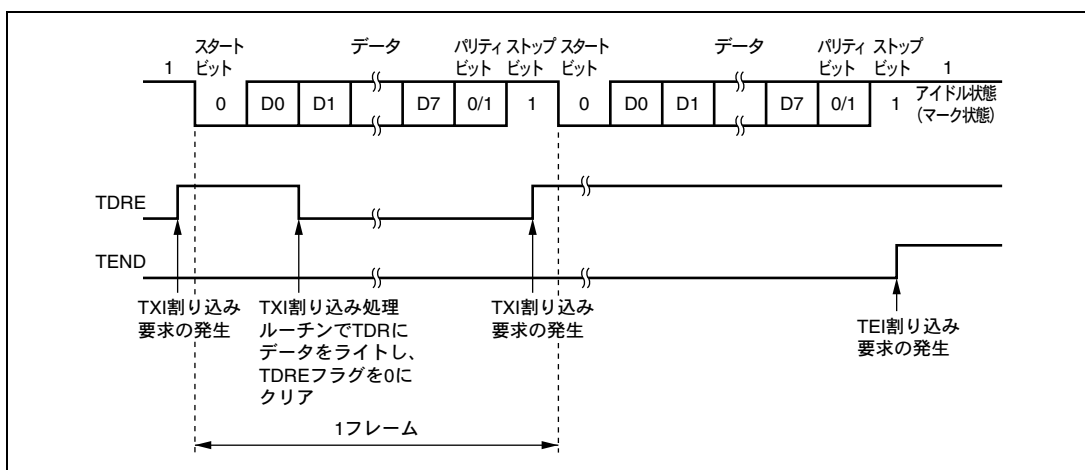 スタート
ビット
データ
パリティ
ビット
ストップ
ビット
スタート
ビット
データ
パリティ
ビット
ストップ
ビット
1
0
D0
D1
D7
0/1
1
0
D0
D1
D7
0/1
1
1
アイドル状態
(マーク状態)
TDRE
TEND
TXI割り込み
要求の発生
TXI割り込み処理
ルーチンでTDRに
データをライトし、
TDREフラグを0に
クリア
TXI割り込み
要求の発生
TEI割り込み
要求の発生
1フレーム